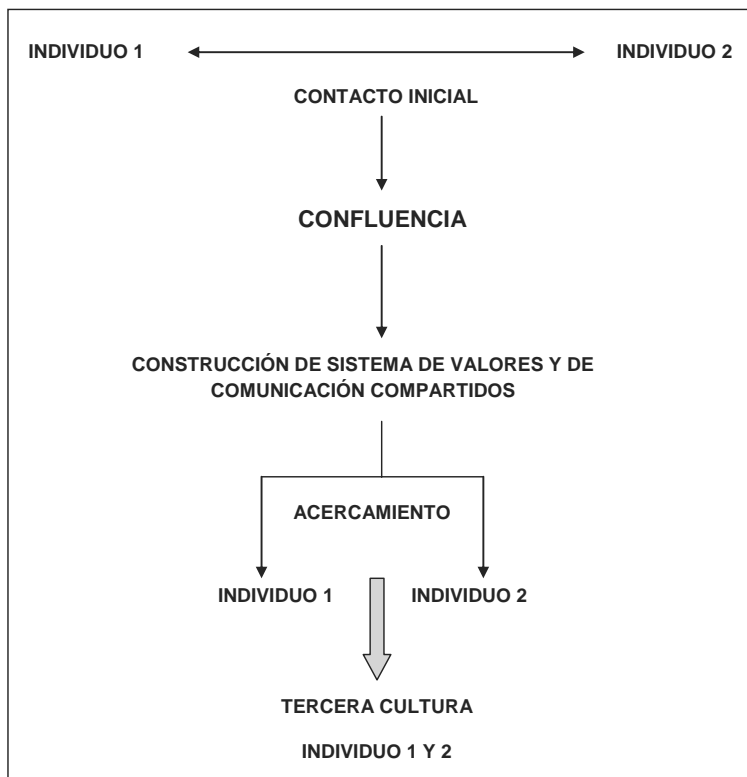 INDIVIDUO 1 INDIVIDUO 2
CONTACTO INICIAL
CONFLUENCIA
CONSTRUCCIÓN DE SISTEMA DE VALORES Y DE
COMUNICACIÓN COMPARTIDOS
ACERCAMIENTO
INDIVIDUO 1 INDIVIDUO 2
TERCERA CULTURA
INDIVIDUO 1 Y 2